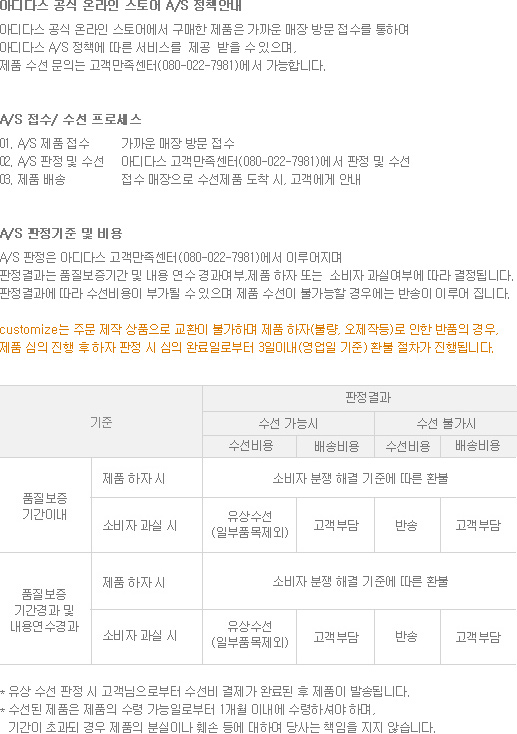 아디다스 공식 온라인 스토어 A/S 정책안내
아디다스 공식 온라인 스토어에서 구매한 제품은 가까운 매장 방문 접수를 통하여
아디다스 A/S 정책에 따른 서비스를 제공 받을 수 있으며,
제품 수선 문의는 고객만족센터(080-022-7981)에서 가능합니다.
A/S 접수/ 수선 프로세스
01. A/S 제품 접수 가까운 매장 방문 접수
02. A/S 판정 및 수선 아디다스 고객만족센터(080-022-7981)에서 판정 및 수선
03. 제품 배송 접수 매장으로 수선제품 도착 시, 고객에게 안내
A/S 판정기준 및 비용
A/S 판정은 아디다스 고객만족센터(080-022-7981)에서 이루어지며
판정결과는 품질보증기간 및 내용 연수 경과여부,제품 하자 또는 소비자 과실여부에 따라 결정됩니다.
판정결과에 따라 수선비용이 부가될 수 있으며 제품 수선이 불가능할 경우에는 반송이 이루어 집니다.
customize는 주문 제작 상품으로 교환이 불가하며 제품 하자(불량, 오제작등)로 인한 반품의 경우,
제품 심의 진행 후 하자 판정 시 심의 완료일로부터 3일이내(영업일 기준) 환불 절차가 진행됩니다.
기준 판정결과
수선 가능시 수선 불가시
수선비용 배송비용 수선비용 배송비용
품질보증
기간이내
제품 하자 시 소비자 분쟁 해결 기준에 따른 환불
소비자 과실 시 유상수선
(일부품목제외) 고객부담 반송 고객부담
품질보증
기간경과 및
내용연수경과
제품 하자 시 소비자 분쟁 해결 기준에 따른 환불
소비자 과실 시 유상수선
(일부품목제외) 고객부담 반송 고객부담
* 유상 수선 판정 시 고객님으로부터 수선비 결제가 완료된 후 제품이 발송됩니다.
* 수선된 제품은 제품의 수령 가능일로부터 1개월 이내에 수령하셔야 하며,
기간이 초과되 경우 제품의 분실이나 훼손 등에 대하여 당사는 책임을 지지 않습니다.